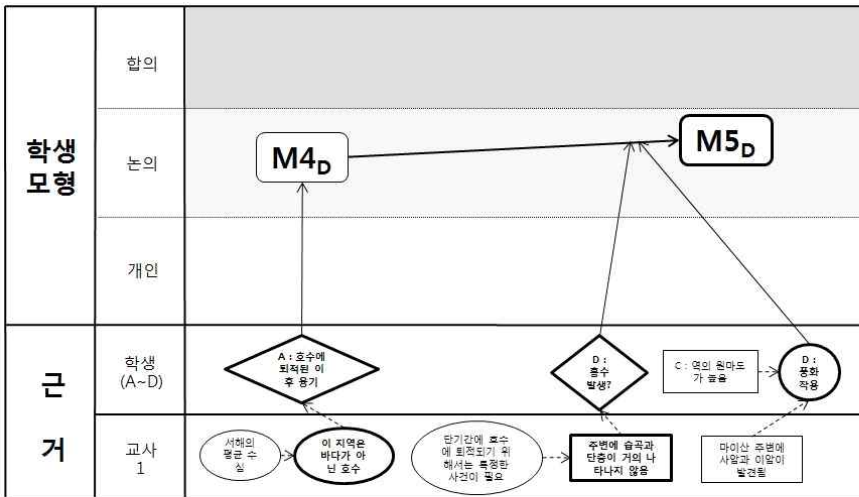 합의
학생
모형
논의
M4D
M5D
개인
근
거
학생
(A~D)
A : 호수에
퇴적된 이
후 융기
D :
홍수
발생?
C : 역의 원마도
가 높음
D :
풍화
작용
교사
1
서해의
평균 수
심
이 지역은
바다가 아
닌 호수
단기간에 호수
에 퇴적되기 위
해서는 특정한
사건이 필요
주변에 습곡과
단층이 거의 나
타나지 않음
마이산 주변에
사암과 이암이
발견됨